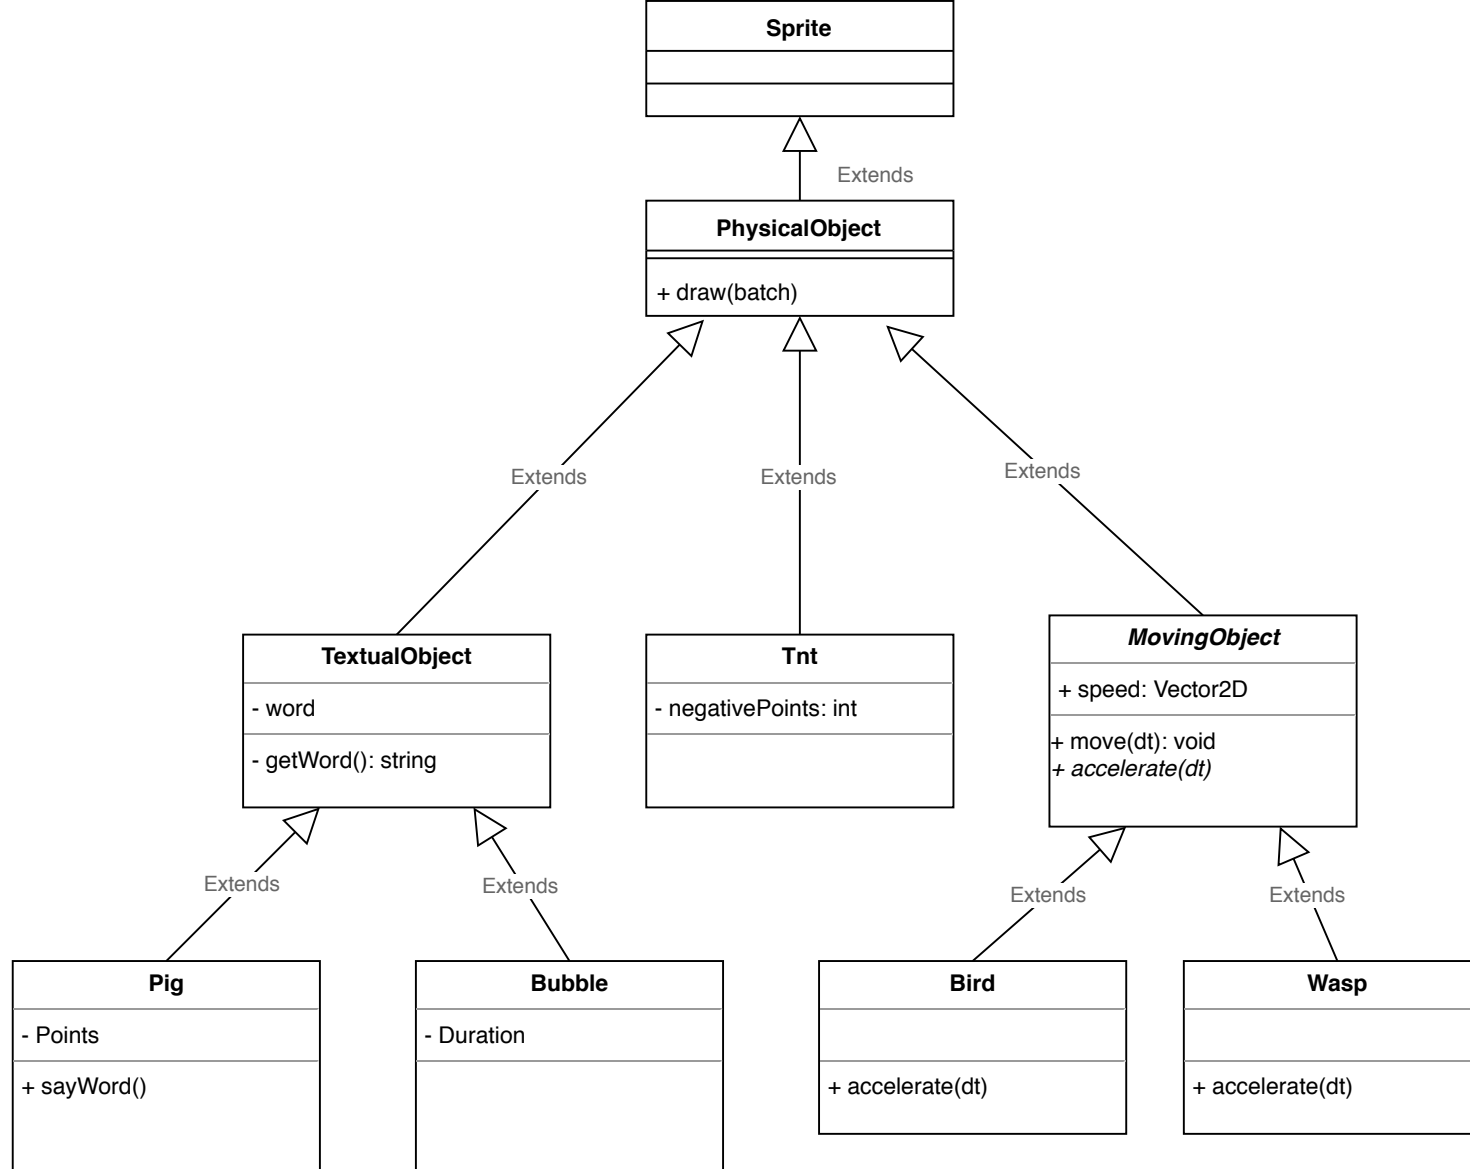 Sprite
Extends
PhysicalObject
+ draw(batch)
Extends
Extends
Extends
TextualObject
- word
- getWord(): string
Tnt
- negativePoints: int
MovingObject
+ speed: Vector2D
+ move(dt): void
+ accelerate(dt)
Extends
Extends
Extends
Extends
Pig
- Points
+ sayWord()
Bubble
- Duration
Bird
+ accelerate(dt)
Wasp
+ accelerate(dt)